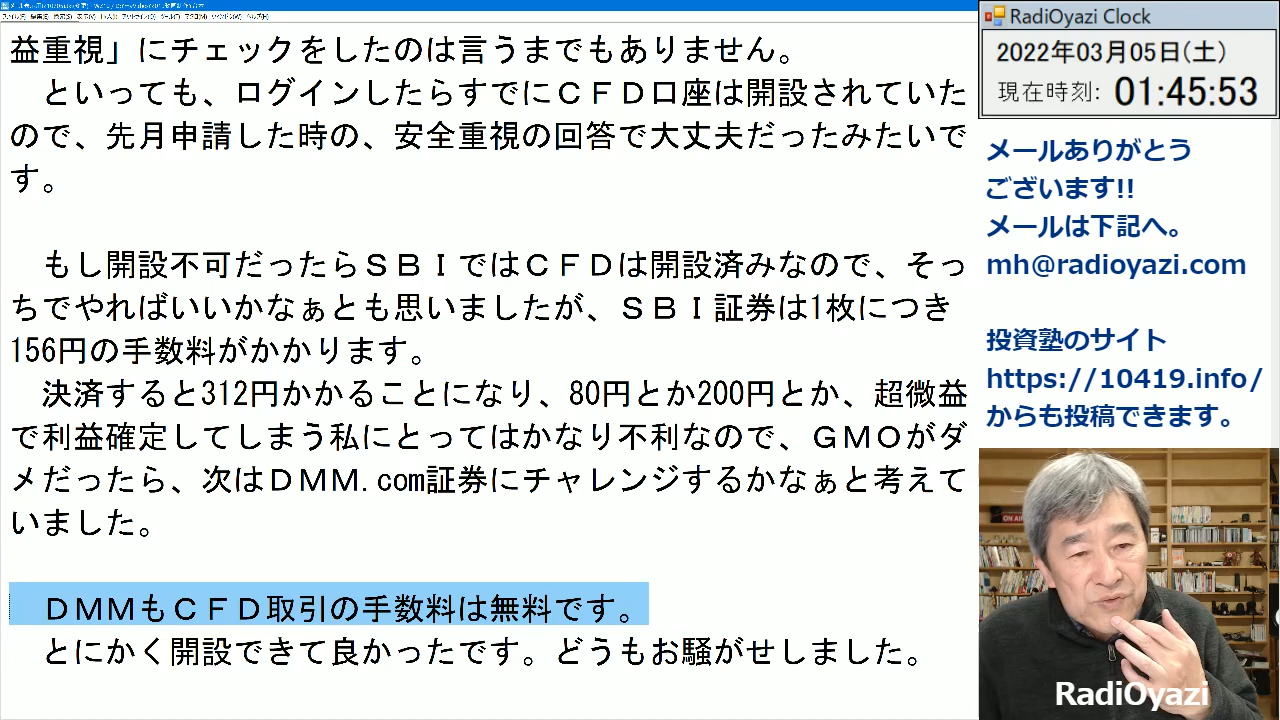 益重視」にチェックをしたのは言うまでもありません。
といっても、ログインしたらすでにＣＦＤ口座は開設されていた
ので、先月申請した時の、安全重視の回答で大丈夫だったみたいで
す。
もし開設不可だったらＳＢＩではＣＦＤは開設済みなので、そっ
ちでやればいいかなぁとも思いましたが、ＳＢＩ証券は1枚につき
156円の手数料がかかります。
決済すると312円かかることになり、80円とか200円とか、超微益
で利益確定してしまう私にとってはかなり不利なので、ＧＭＯがダ
メだったら、次はＤＭＭ.com証券にチャレンジするかなぁと考えて
いました。
ＤＭＭもＣＦＤ取引の手数料は無料です。
とにかく開設できて良かったです。どうもお騒がせしました。
RadiOyazi Clock
2022年03月05日(土)
現在時刻: 01:45:53
メールありがとう
ございます!!
メールは下記へ。
mh@radioyazi.com
投資塾のサイト
https://10419.info/
からも投稿できます。
ON AIR
RadiOyazi